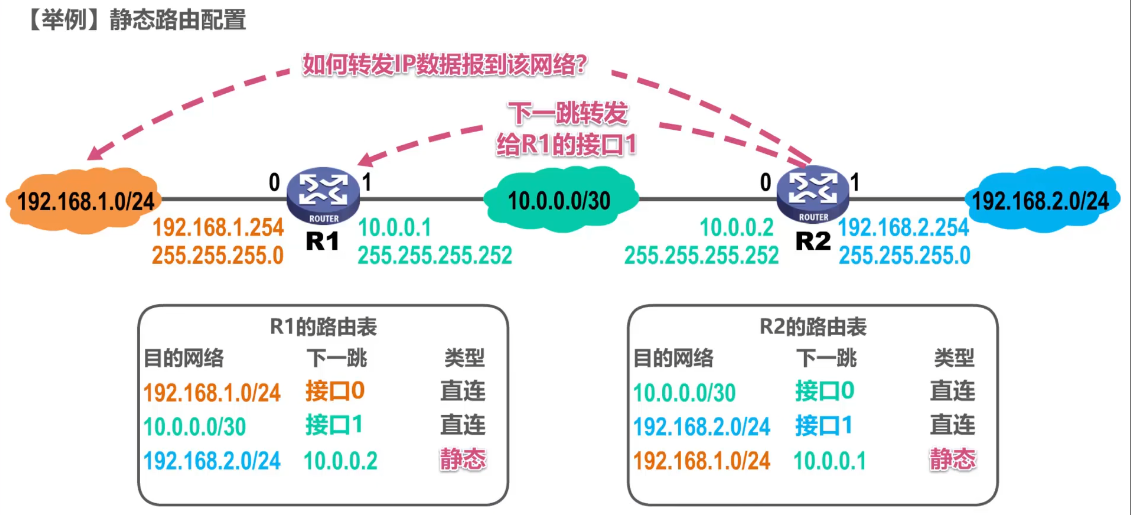 【举例】静态路由配置
如何转发IP数据报到该网络？
下一跳转发
给R1的接口1
192.168.1.0/24
0
ROUTER
1
10.0.0.0/30
0
ROUTER
1
192.168.2.0/24
192.168.1.254
255.255.255.0
R1
10.0.0.1
255.255.255.252
10.0.0.2
255.255.255.252
R2
192.168.2.254
255.255.255.0
R1的路由表
目的网络 下一跳 类型
192.168.1.0/24 接口0 直连
10.0.0.0/30 接口1 直连
192.168.2.0/24 10.0.0.2 静态
R2的路由表
目的网络 下一跳 类型
10.0.0.0/30 接口0 直连
192.168.2.0/24 接口1 直连
192.168.1.0/24 10.0.0.1 静态